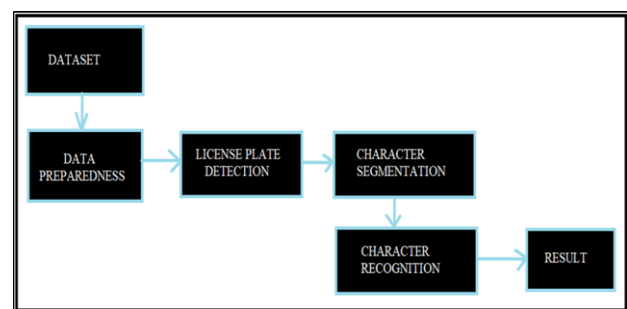 DATASET
DATA
PREPAREDNESS
LICENSE PLATE
DETECTION
CHARACTER
SEGMENTATION
CHARACTER
RECOGNITION
RESULT